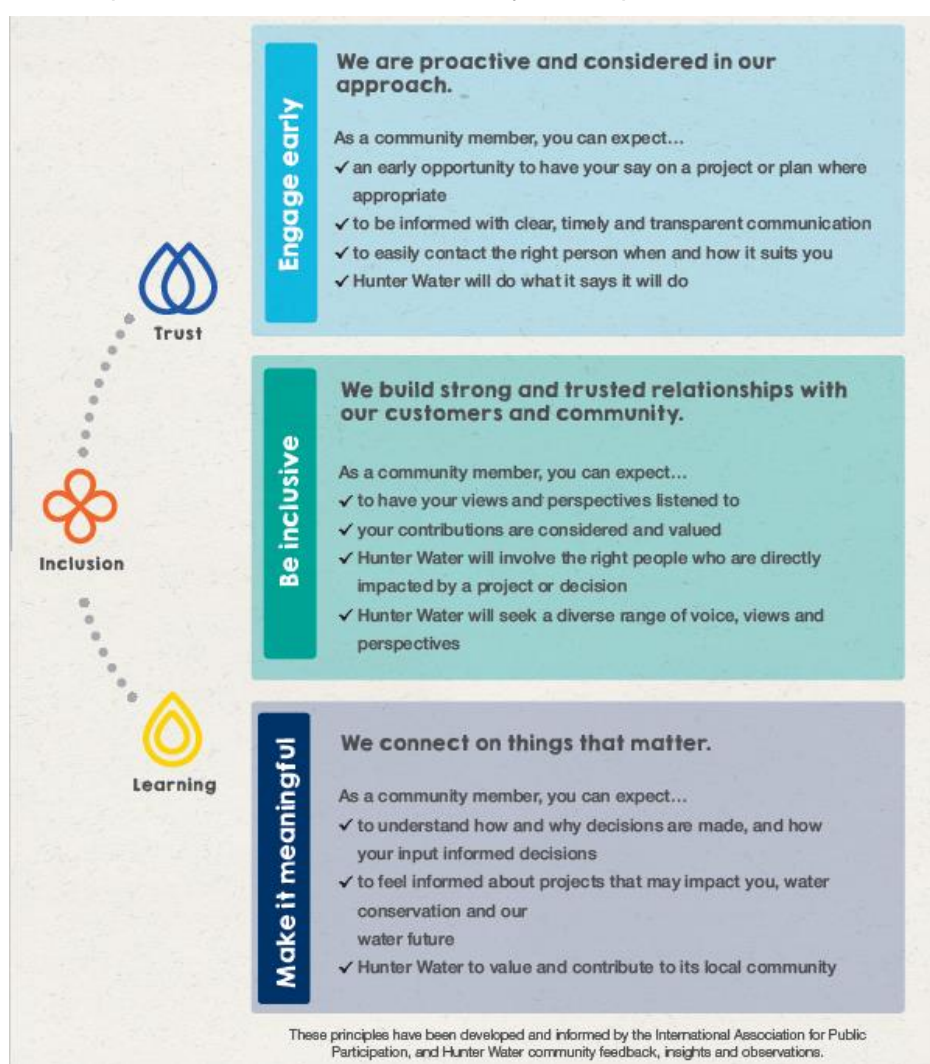 Engage early
We are proactive and considered in our
approach.
As a community member, you can expect…
✓ an early opportunity to have your say on a project or plan where
appropriate
✓ to be informed with clear, timely and transparent communication
✓ to easily contact the right person when and how it suits you
✓ Hunter Water will do what it says it will do
Trust
Be inclusive
We build strong and trusted relationships with
our customers and community.
As a community member, you can expect…
✓ to have your views and perspectives listened to
✓ your contributions are considered and valued
✓ Hunter Water will involve the right people who are directly
impacted by a project or decision
✓ Hunter Water will seek a diverse range of voice, views and
perspectives
Inclusion
Make it meaningful
We connect on things that matter.
As a community member, you can expect…
✓ to understand how and why decisions are made, and how
your input informed decisions
✓ to feel informed about projects that may impact you, water
conservation and our
water future
✓ Hunter Water to value and contribute to its local community
Learning
These principles have been developed and informed by the International Association for Public
Participation, and Hunter Water community feedback, insights and observations.